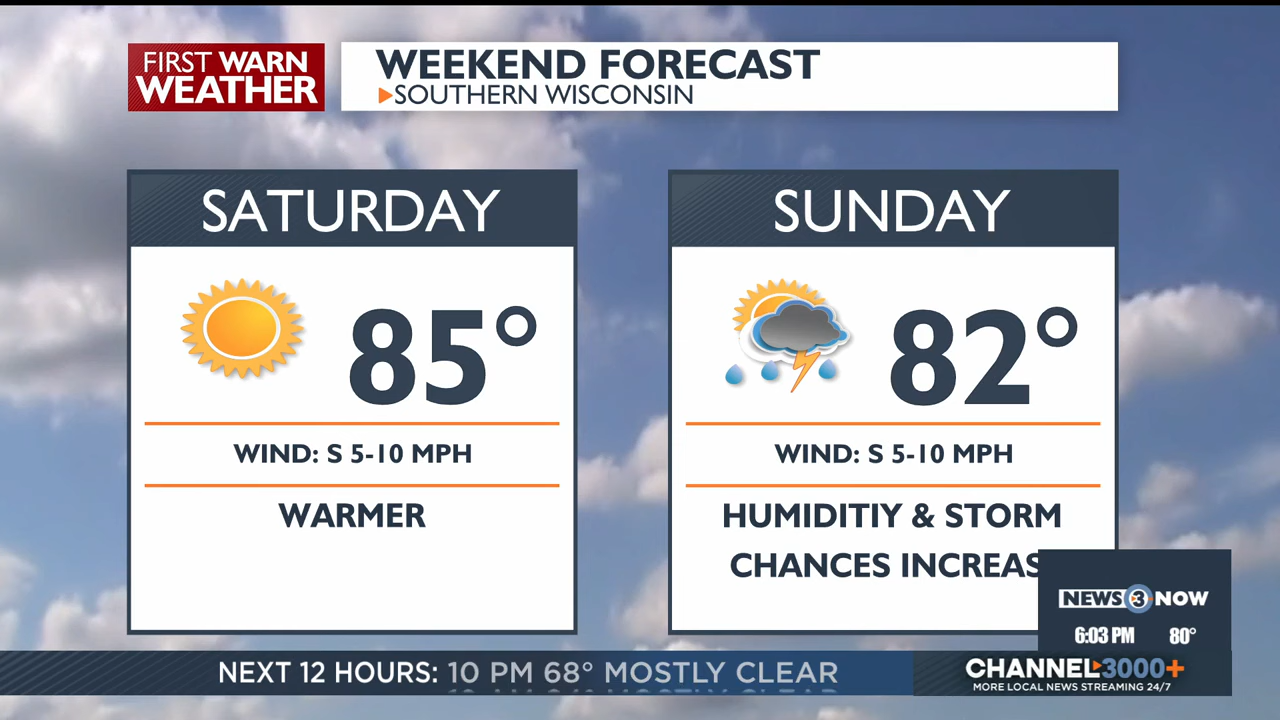 FIRST WARN
WEATHER
WEEKEND FORECAST
SOUTHERN WISCONSIN
SATURDAY
85°
WIND: S 5-10 MPH
WARMER
SUNDAY
82°
WIND: S 5-10 MPH
HUMIDITIY & STORM
CHANCES INCREAS
NEWS 3 NOW
6:03 PM 80°
NEXT 12 HOURS: 10 PM 68° MOSTLY CLEAR
CHANNEL3000+
MORE LOCAL NEWS STREAMING 24/7